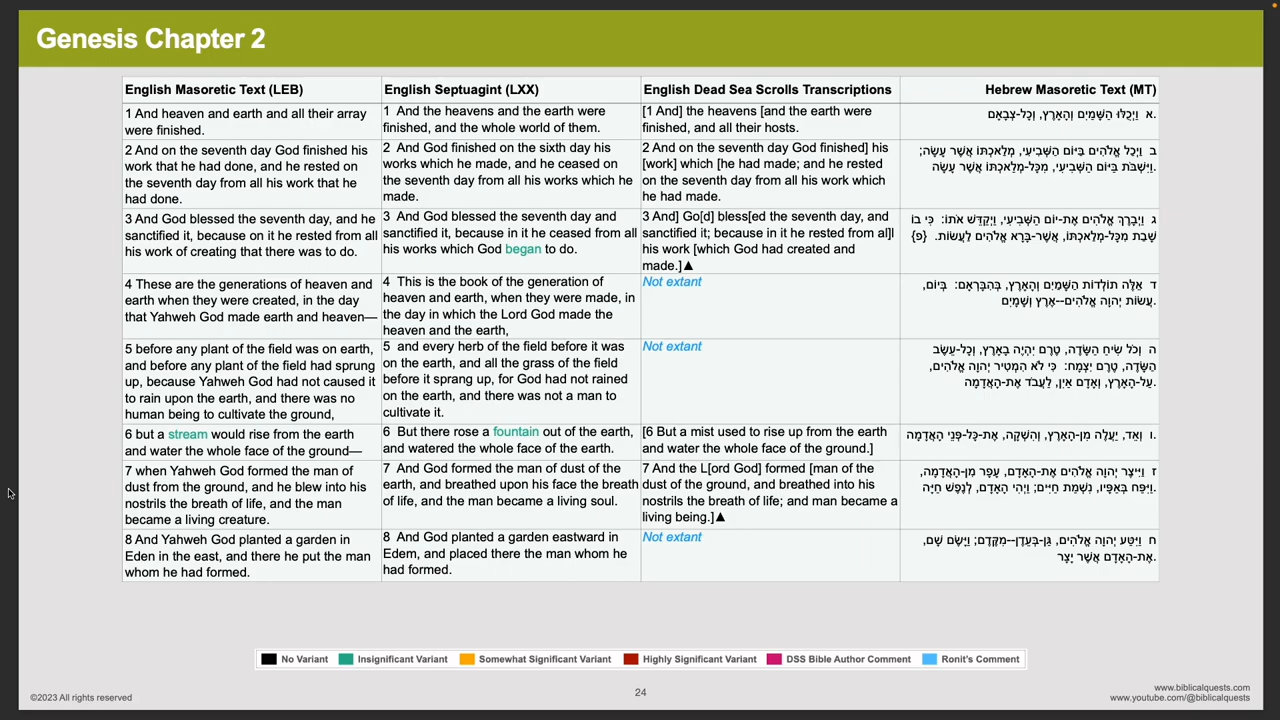 Genesis Chapter 2
English Masoretic Text (LEB)
English Septuagint (LXX)
English Dead Sea Scrolls Transcriptions
Hebrew Masoretic Text (MT)
1 And heaven and earth and all their array
were finished.
1 And the heavens and the earth were
finished, and the whole world of them.
[1 And] the heavens [and the earth were
finished, and all their hosts.
א וַיְכֻלּוּ הַשָּׁמַיִם וְהָאָרֶץ, וְכָל-צְבָאָם.
2 And on the seventh day God finished his
work that he had done, and he rested on
the seventh day from all his work that he
had done.
2 And God finished on the sixth day his
works which he made, and he ceased on
the seventh day from all his works which he
made.
2 And on the seventh day God finished] his
[work] which [he had made; and he rested
on the seventh day from all his work which
he had made.
ב וַיְכַל אֱלֹהִים בַּיּוֹם הַשְּׁבִיעִי, מְלַאכְתּוֹ אֲשֶׁר עָשָׂה;
וַיִּשְׁבֹּת בַּיּוֹם הַשְּׁבִיעִי, מִכָּל-מְלַאכְתּוֹ אֲשֶׁר עָשָׂה.
3 And God blessed the seventh day, and he
sanctified it, because on it he rested from all
his work of creating that there was to do.
3 And God blessed the seventh day and
sanctified it, because in it he ceased from all
his works which God began to do.
3 And] Go[d) bless[ed the seventh day, and
sanctified it; because in it he rested from al]l
his work [which God had created and
made.]▲
ג וַיְבָרֶךְ אֱלֹהִים אֶת-יוֹם הַשְּׁבִיעִי, וַיְקַדֵּשׁ אֹתוֹ: כִּי בוֹ
שָׁבַת מִכָּל-מְלַאכְתּוֹ, אֲשֶׁר-בָּרָא אֱלֹהִים לַעֲשׂוֹת. {פ}
4 These are the generations of heaven and
earth when they were created, in the day
that Yahweh God made earth and heaven—
4 This is the book of the generation of
heaven and earth, when they were made, in
the day in which the Lord God made the
heaven and the earth,
Not extant
ד אֵלֶּה תוֹלְדוֹת הַשָּׁמַיִם וְהָאָרֶץ, בְּהִבָּרְאָם: בְּיוֹם,
עֲשׂוֹת יְהוָה אֱלֹהִים--אֶרֶץ וְשָׁמָיִם.
5 before any plant of the field was on earth,
and before any plant of the field had sprung
up, because Yahweh God had not caused it
to rain upon the earth, and there was no
human being to cultivate the ground,
5 and every herb of the field before it was
on the earth, and all the grass of the field
before it sprang up, for God had not rained
on the earth, and there was not a man to
cultivate it.
Not extant
ה וְכֹל שִׂיחַ הַשָּׂדֶה, טֶרֶם יִהְיֶה בָאָרֶץ, וְכָל-עֵשֶׂב
הַשָּׂדֶה, טֶרֶם יִצְמָח: כִּי לֹא הִמְטִיר יְהוָה אֱלֹהִים,
עַל-הָאָרֶץ, וְאָדָם אַיִן, לַעֲבֹד אֶת-הָאֲדָמָה.
6 but a stream would rise from the earth
and water the whole face of the ground—
6 But there rose a fountain out of the earth,
and watered the whole face of the earth.
[6 But a mist used to rise up from the earth
and water the whole face of the ground.]
ו וְאֵד, יַעֲלֶה מִן-הָאָרֶץ, וְהִשְׁקָה, אֶת-כָּל-פְּנֵי הָאֲדָמָה.
7 when Yahweh God formed the man of
dust from the ground, and he blew into his
nostrils the breath of life, and the man
became a living creature.
7 And God formed the man of dust of the
earth, and breathed upon his face the breath
of life, and the man became a living soul.
7 And the L[ord God] formed [man of the
dust of the ground, and breathed into his
nostrils the breath of life; and man became a
living being.]▲
ז וַיִּיצֶר יְהוָה אֱלֹהִים אֶת-הָאָדָם, עָפָר מִן-הָאֲדָמָה,
וַיִּפַּח בְּאַפָּיו, נִשְׁמַת חַיִּים; וַיְהִי הָאָדָם, לְנֶפֶשׁ חַיָּה.
8 And Yahweh God planted a garden in
Eden in the east, and there he put the man
whom he had formed.
8 And God planted a garden eastward in
Edem, and placed there the man whom he
had formed.
Not extant
ח וַיִּטַּע יְהוָה אֱלֹהִים, גַּן-בְּעֵדֶן--מִקֶּדֶם; וַיָּשֶׂם שָׁם,
אֶת-הָאָדָם אֲשֶׁר יָצָר.
No Variant
Insignificant Variant
Somewhat Significant Variant
Highly Significant Variant
DSS Bible Author Comment
Ronit's Comment
©2023 All rights reserved
24
www.biblicalquests.com
www.youtube.com/@biblicalquests